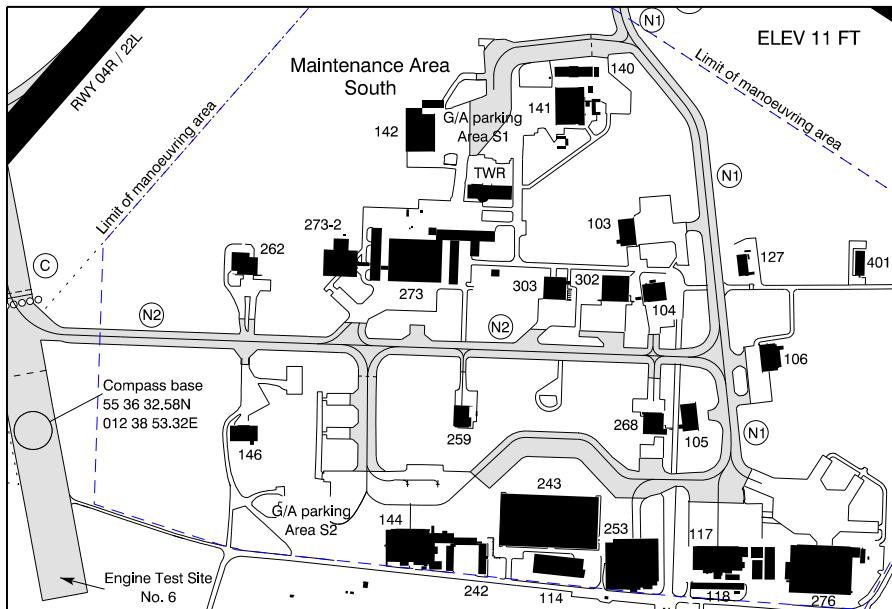 N1
ELEV 11 FT
RWY 04R / 22L
Maintenance Area
South
140
Limit of manoeuvring area
141
142
G/A parking
Area S1
TWR
N1
Limit of manoeuvring area
103
273-2
262
127
401
C
273
303
302
104
N2
N2
106
Compass base
55 36 32.58N
012 38 53.32E
259
268
105
N1
146
243
G/A parking
Area S2
144
253
117
Engine Test Site
No. 6
242
114
118
276